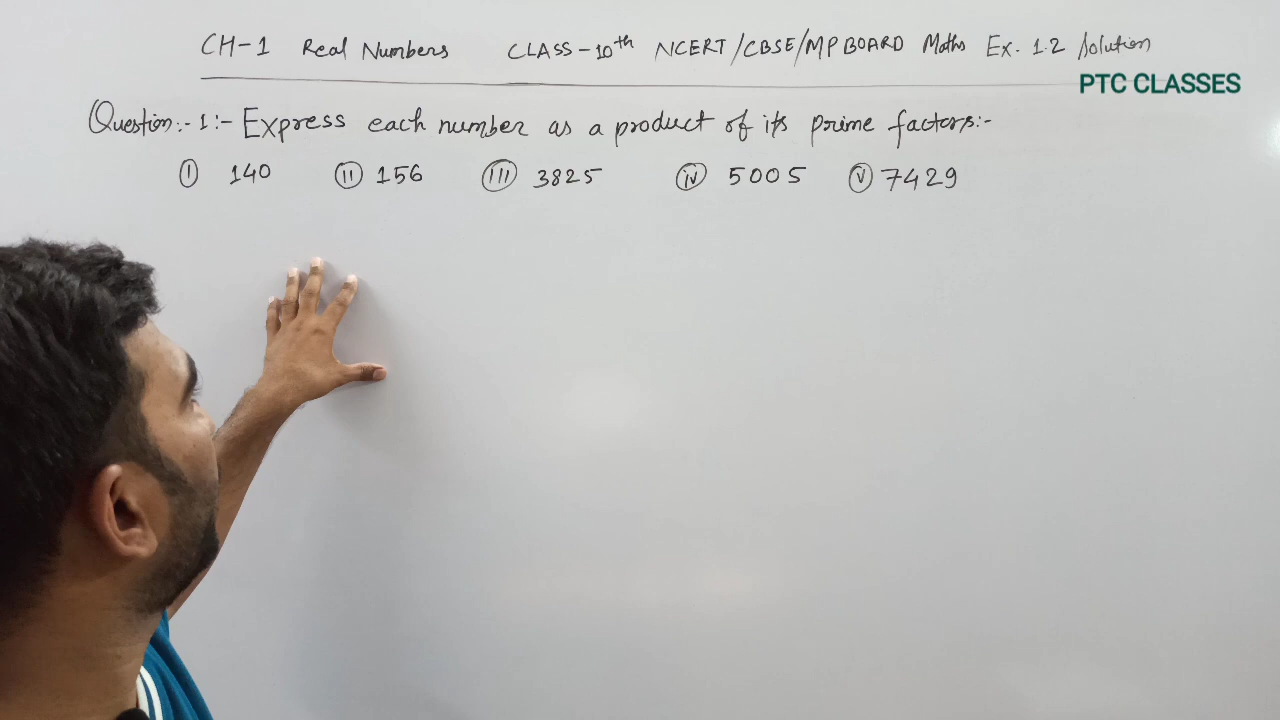 CH-1 Real Numbers CLASS-10th NCERT/CBSE/MP BOARD Maths Ex. 1.2 Solution
PTC CLASSES
Question:-1:- Express each number as a product of its prime factors:-
(i) 140 (ii) 156 (iii) 3825 (iv) 5005 (v) 7429